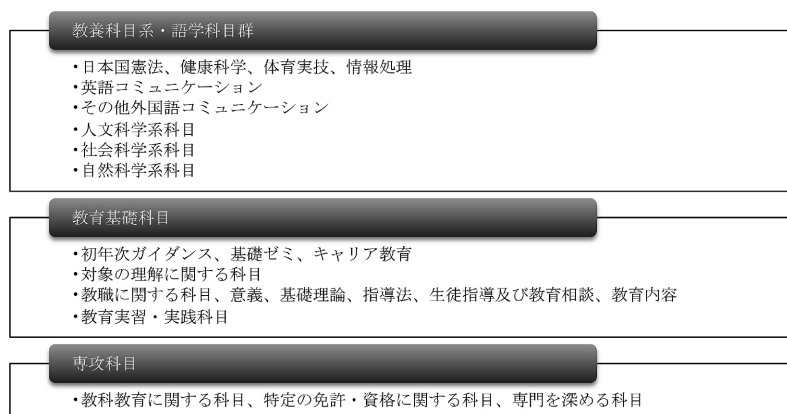 教養科目系・語学科目群
・日本国憲法、健康科学、体育実技、情報処理
・英語コミュニケーション
・その他外国語コミュニケーション
・人文科学系科目
・社会科学系科目
・自然科学系科目
教育基礎科目
・初年次ガイダンス、基礎ゼミ、キャリア教育
・対象の理解に関する科目
・教職に関する科目、意義、基礎理論、指導法、生徒指導及び教育相談、教育内容
・教育実習・実践科目
専攻科目
・教科教育に関する科目、特定の免許・資格に関する科目、専門を深める科目